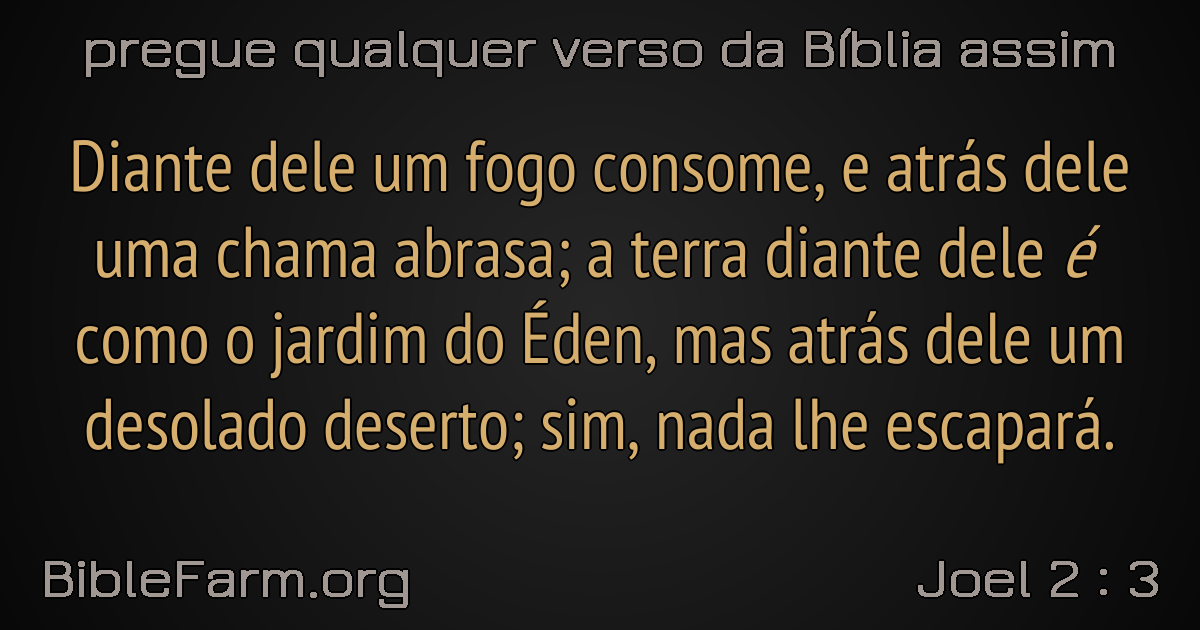 pregue qualquer verso da Bíblia assim
Diante dele um fogo consome, e atrás dele
uma chama abrasa; a terra diante dele é
como o jardim do Éden, mas atrás dele um
desolado deserto; sim, nada lhe escapará.
BibleFarm.org
Joel 2 : 3